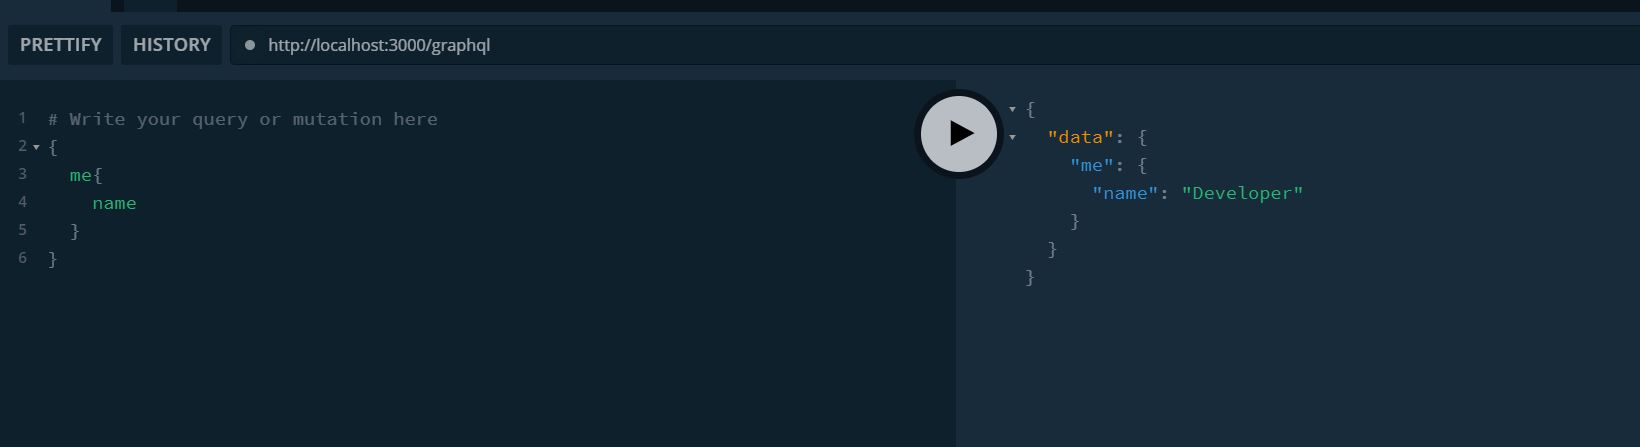 PRETTIFY HISTORY http://localhost:3000/graphql
1 # Write your query or mutation here
2 {
3 me{
4 name
5 }
6 }
{
"data": {
"me": {
"name": "Developer"
}
}
}